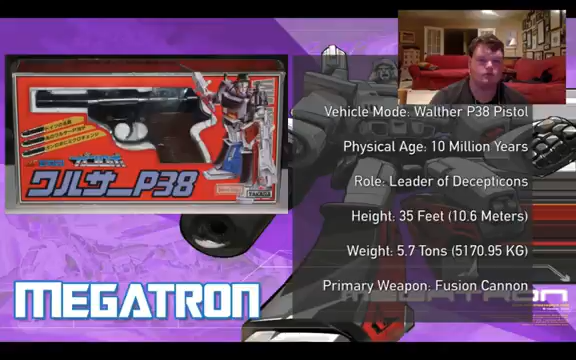 ワルサーP38
TAKARA
MEGATRON
Vehicle Mode: Walther P38 Pistol
Physical Age: 10 Million Years
Role: Leader of Decepticons
Height: 35 Feet (10.6 Meters)
Weight: 5.7 Tons (5170.95 KG)
Primary Weapon: Fusion Cannon
MEGATRON